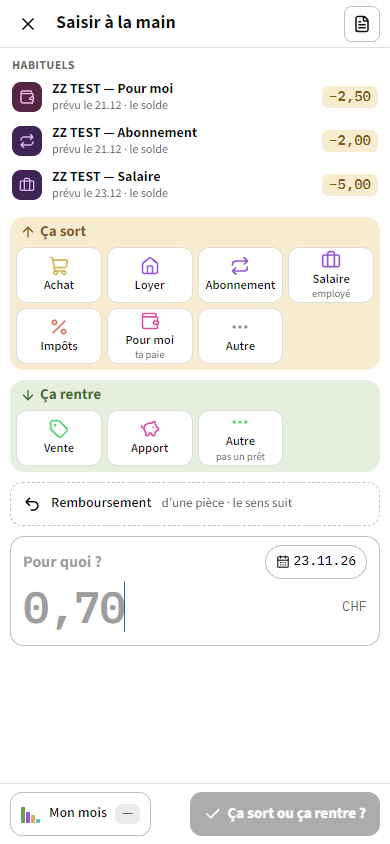 Saisir à la main
HABITUELS
ZZ TEST — Pour moi
prévu le 21.12 · le solde
−2,50
ZZ TEST — Abonnement
prévu le 21.12 · le solde
−2,00
ZZ TEST — Salaire
prévu le 23.12 · le solde
−5,00
Ça sort
Achat
Loyer
Abonnement
Salaire
employé
Impôts
Pour moi
ta paie
Autre
Ça rentre
Vente
Apport
Autre
pas un prêt
Remboursement d’une pièce · le sens suit
Pour quoi ?
23.11.26
0,70
CHF
Mon mois —
Ça sort ou ça rentre ?